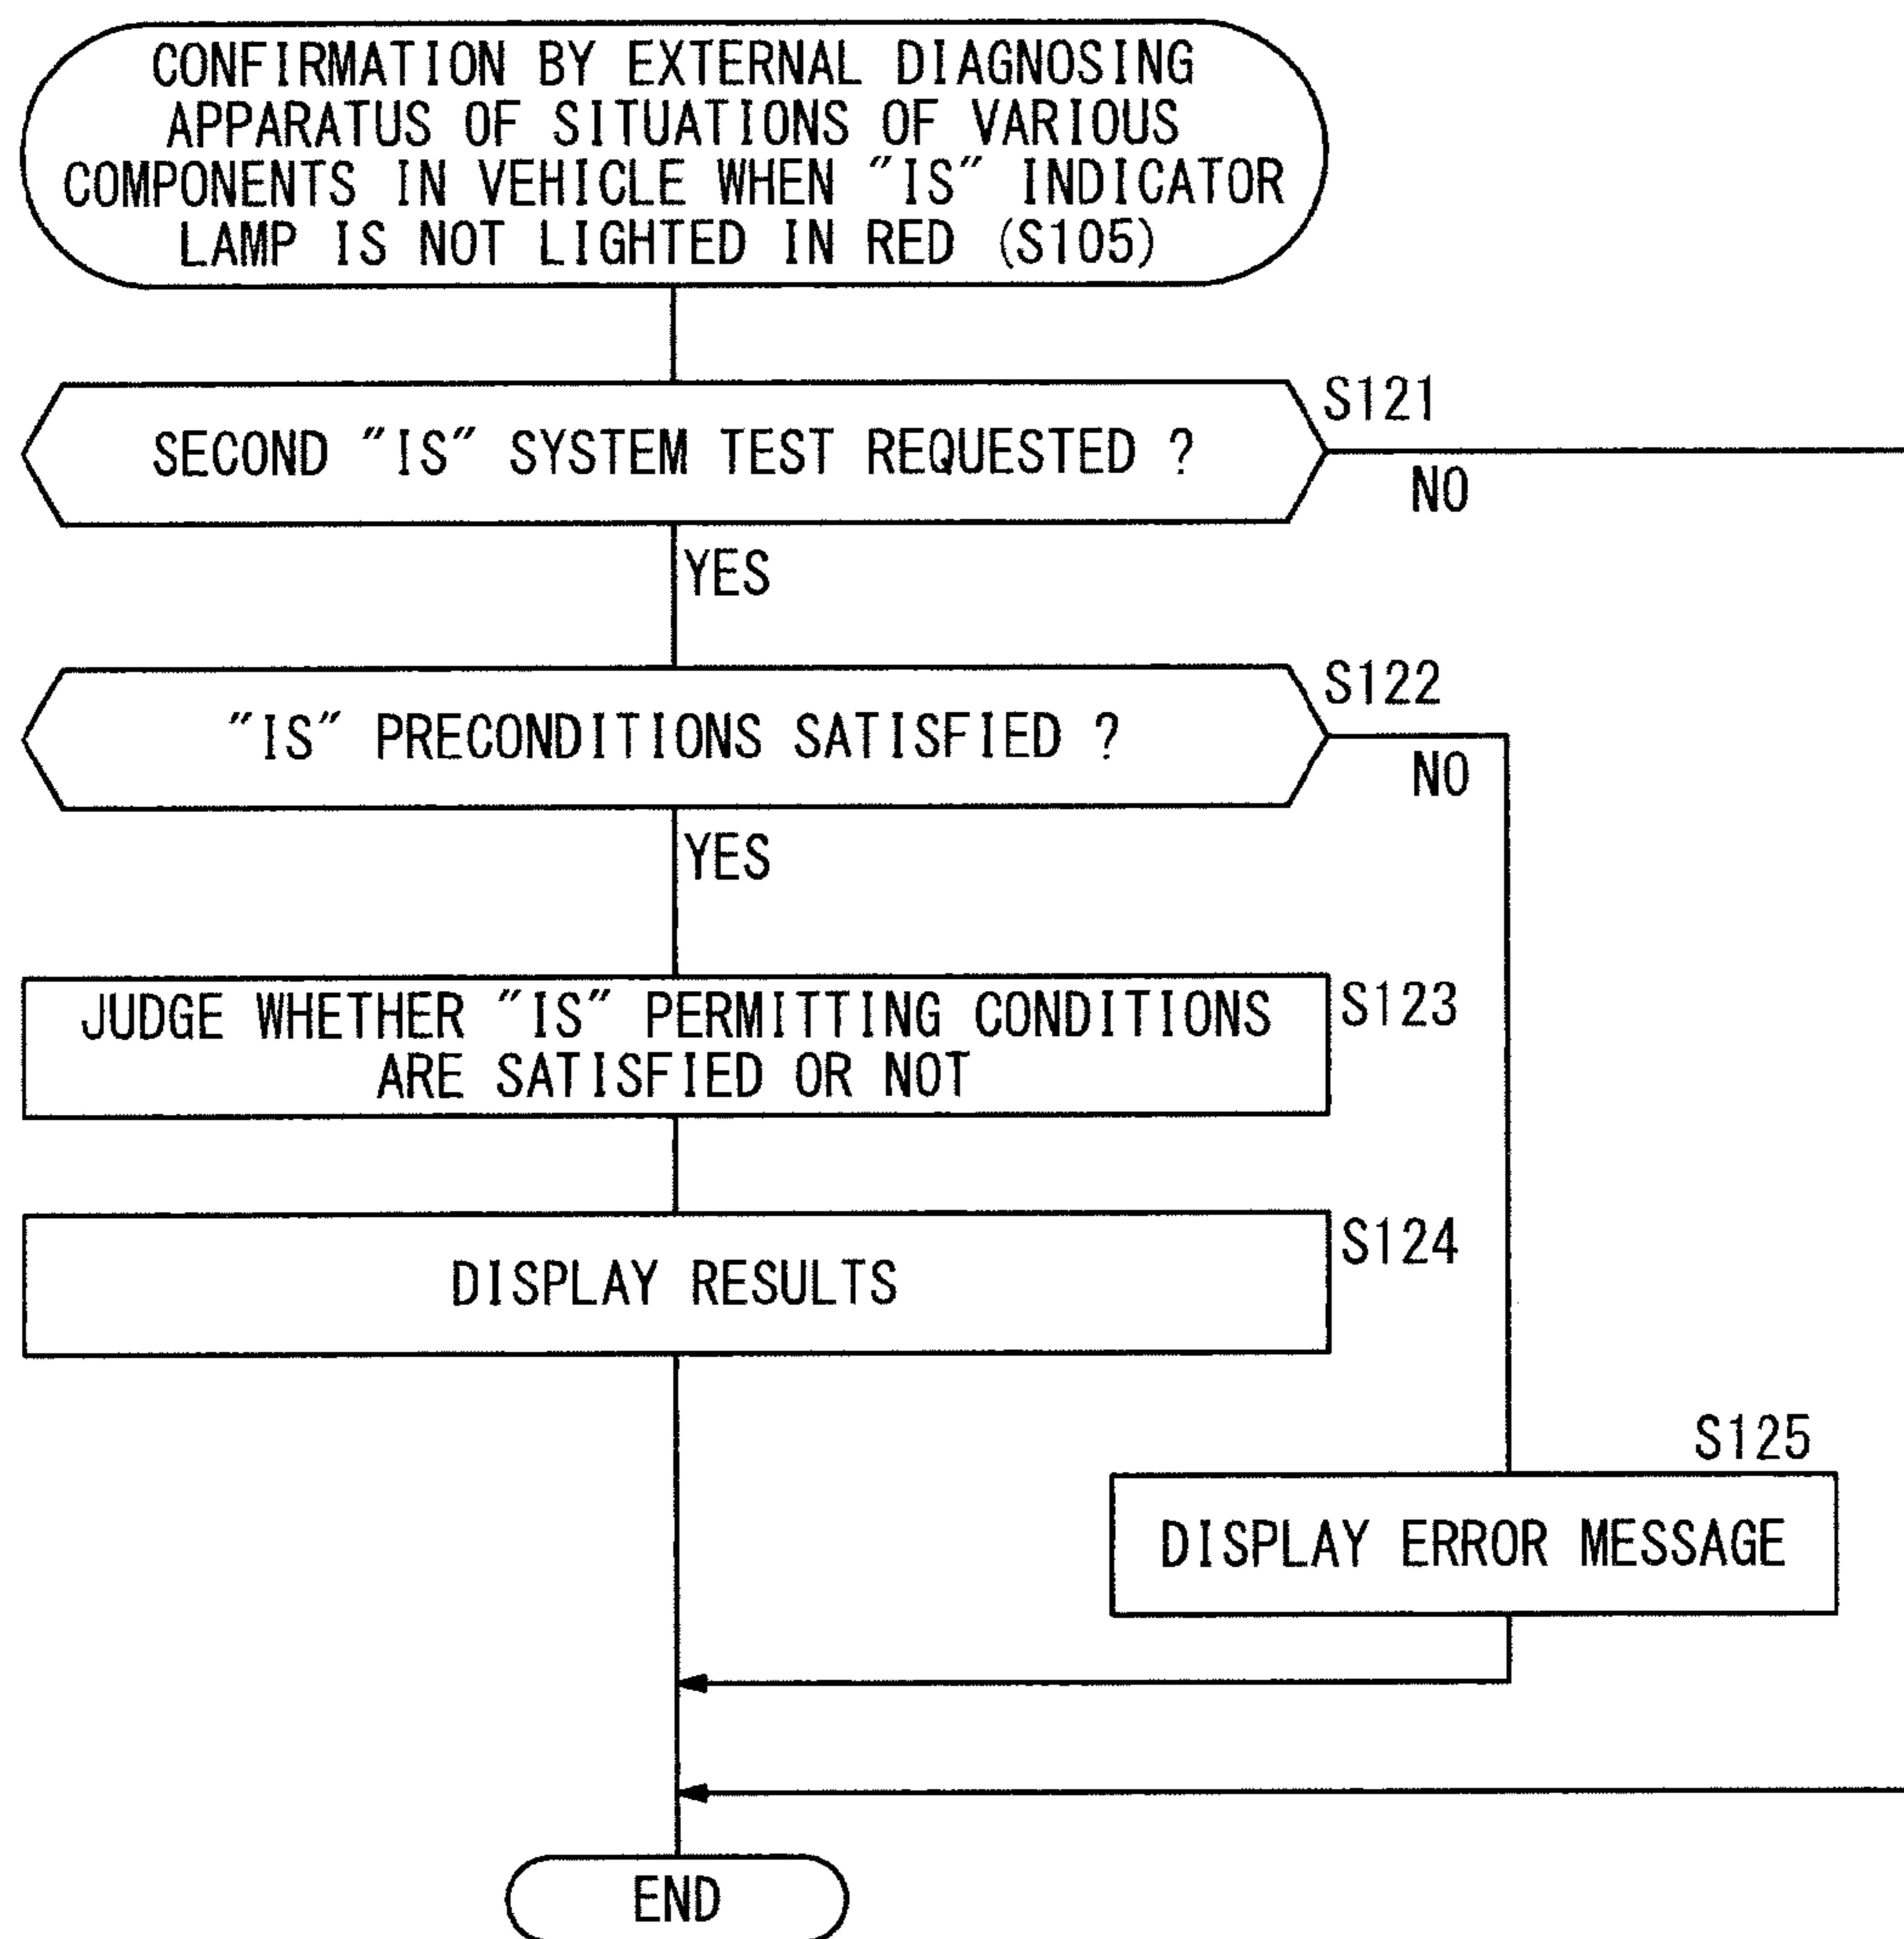 CONFIRMATION BY EXTERNAL DIAGNOSING
APPARATUS OF SITUATIONS OF VARIOUS
COMPONENTS IN VEHICLE WHEN "IS" INDICATOR
LAMP IS NOT LIGHTED IN RED (S105)
S121
SECOND "IS" SYSTEM TEST REQUESTED ?
NO
YES
S122
"IS" PRECONDITIONS SATISFIED ?
NO
YES
S123
JUDGE WHETHER "IS" PERMITTING CONDITIONS
ARE SATISFIED OR NOT
S124
DISPLAY RESULTS
S125
DISPLAY ERROR MESSAGE
END